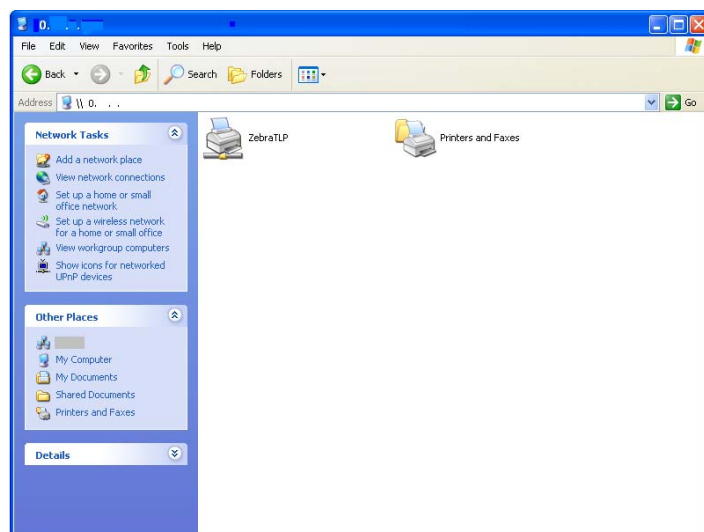 0. . .
File Edit View Favorites Tools Help
Back Search Folders
Address \\ 0. . . Go
Network Tasks
Add a network place
View network connections
Set up a home or small
office network
Set up a wireless network
for a home or small office
View workgroup computers
Show icons for networked
UPnP devices
Other Places
My Computer
My Documents
Shared Documents
Printers and Faxes
Details
ZebraTLP
Printers and Faxes